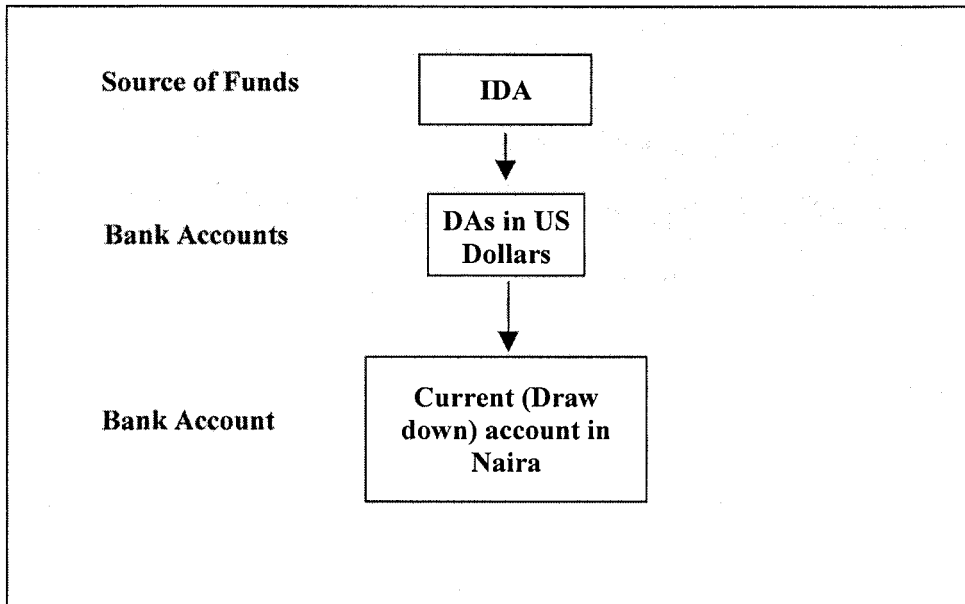 Source of Funds
IDA
Bank Accounts
DAs in US
Dollars
Bank Account
Current (Draw
down) account in
Naira